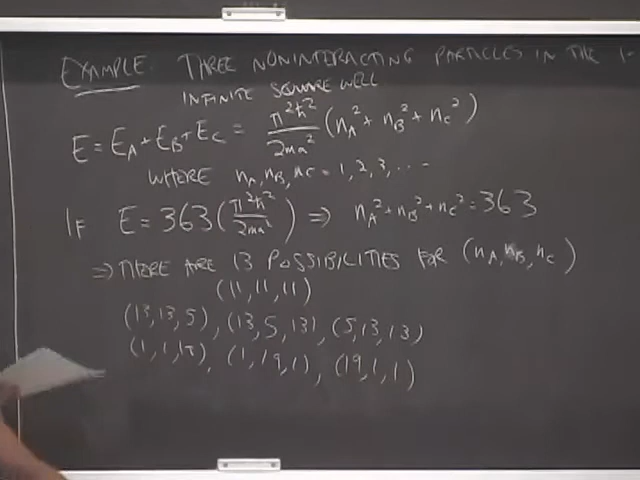 EXAMPLE: THREE NONINTERACTING PARTICLES IN THE 1-
INFINITE SQUARE WELL
E = E_A + E_B + E_C = π²ħ²/2ma² (n_A² + n_B² + n_C²)
WHERE n_A, n_B, n_C = 1, 2, 3, ...
IF E = 363 (π²ħ²/2ma²) ⇒ n_A² + n_B² + n_C² = 363
⇒ THERE ARE 13 POSSIBILITIES FOR (n_A, n_B, n_C)
(11, 11, 11)
(13, 13, 5), (13, 5, 13), (5, 13, 13)
(1, 1, 19), (1, 19, 1), (19, 1, 1)